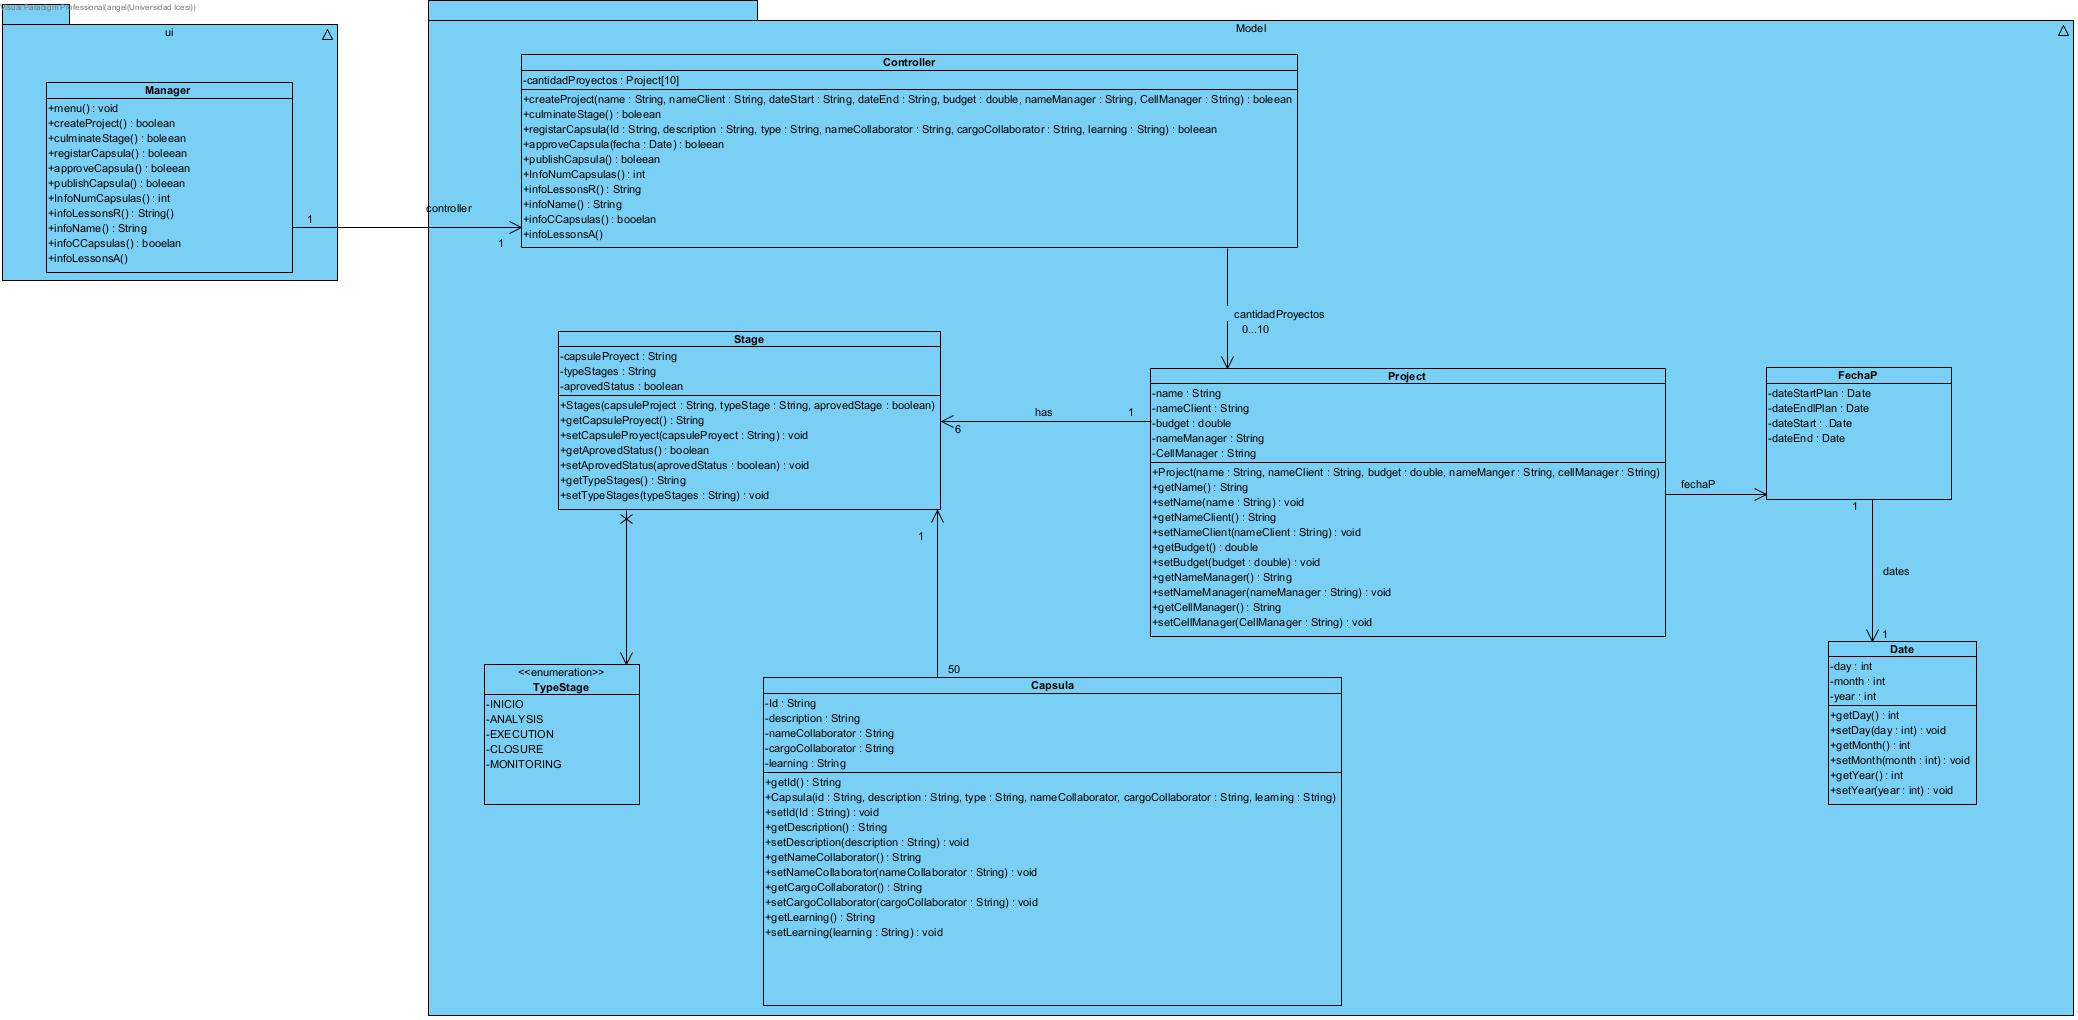 Visual Paradigm Professional(angel(Universidad Icesi))
ui
Manager
+menu() : void
+createProject() : boolean
+culminateStage() : boleean
+registarCapsula() : boleean
+approveCapsula() : boleean
+publishCapsula() : boleean
+InfoNumCapsulas() : int
+infoLessonsR() : String()
+infoName() : String
+infoCCapsulas() : booelan
+infoLessonsA()
1
controller
1
Model
Controller
-cantidadProyectos : Project[10]
+createProject(name : String, nameClient : String, dateStart : String, dateEnd : String, budget : double, nameManager : String, CellManager : String) : boleean
+culminateStage() : boleean
+registarCapsula(Id : String, description : String, type : String, nameCollaborator : String, cargoCollaborator : String, learning : String) : boleean
+approveCapsula(fecha : Date) : boleean
+publishCapsula() : boleean
+InfoNumCapsulas() : int
+infoLessonsR() : String
+infoName() : String
+infoCCapsulas() : booelan
+infoLessonsA()
cantidadProyectos
0...10
Stage
-capsuleProyect : String
-typeStages : String
-aprovedStatus : boolean
+Stages(capsuleProject : String, typeStage : String, aprovedStage : boolean)
+getCapsuleProyect() : String
+setCapsuleProyect(capsuleProyect : String) : void
+getAprovedStatus() : boolean
+setAprovedStatus(aprovedStatus : boolean) : void
+getTypeStages() : String
+setTypeStages(typeStages : String) : void
has
1
6
Project
-name : String
-nameClient : String
-budget : double
-nameManager : String
-CellManager : String
+Project(name : String, nameClient : String, budget : double, nameManger : String, cellManager : String)
+getName() : String
+setName(name : String) : void
+getNameClient() : String
+setNameClient(nameClient : String) : void
+getBudget() : double
+setBudget(budget : double) : void
+getNameManager() : String
+setNameManager(nameManager : String) : void
+getCellManager() : String
+setCellManager(CellManager : String) : void
fechaP
FechaP
-dateStartPlan : Date
-dateEndlPlan : Date
-dateStart : .Date
-dateEnd : Date
1
dates
1
Date
-day : int
-month : int
-year : int
+getDay() : int
+setDay(day : int) : void
+getMonth() : int
+setMonth(month : int) : void
+getYear() : int
+setYear(year : int) : void
1
50
<<enumeration>>
TypeStage
-INICIO
-ANALYSIS
-EXECUTION
-CLOSURE
-MONITORING
Capsula
-Id : String
-description : String
-nameCollaborator : String
-cargoCollaborator : String
-learning : String
+getId() : String
+Capsula(id : String, description : String, type : String, nameCollaborator, cargoCollaborator : String, learning : String)
+setId(Id : String) : void
+getDescription() : String
+setDescription(description : String) : void
+getNameCollaborator() : String
+setNameCollaborator(nameCollaborator : String) : void
+getCargoCollaborator() : String
+setCargoCollaborator(cargoCollaborator : String) : void
+getLearning() : String
+setLearning(learning : String) : void